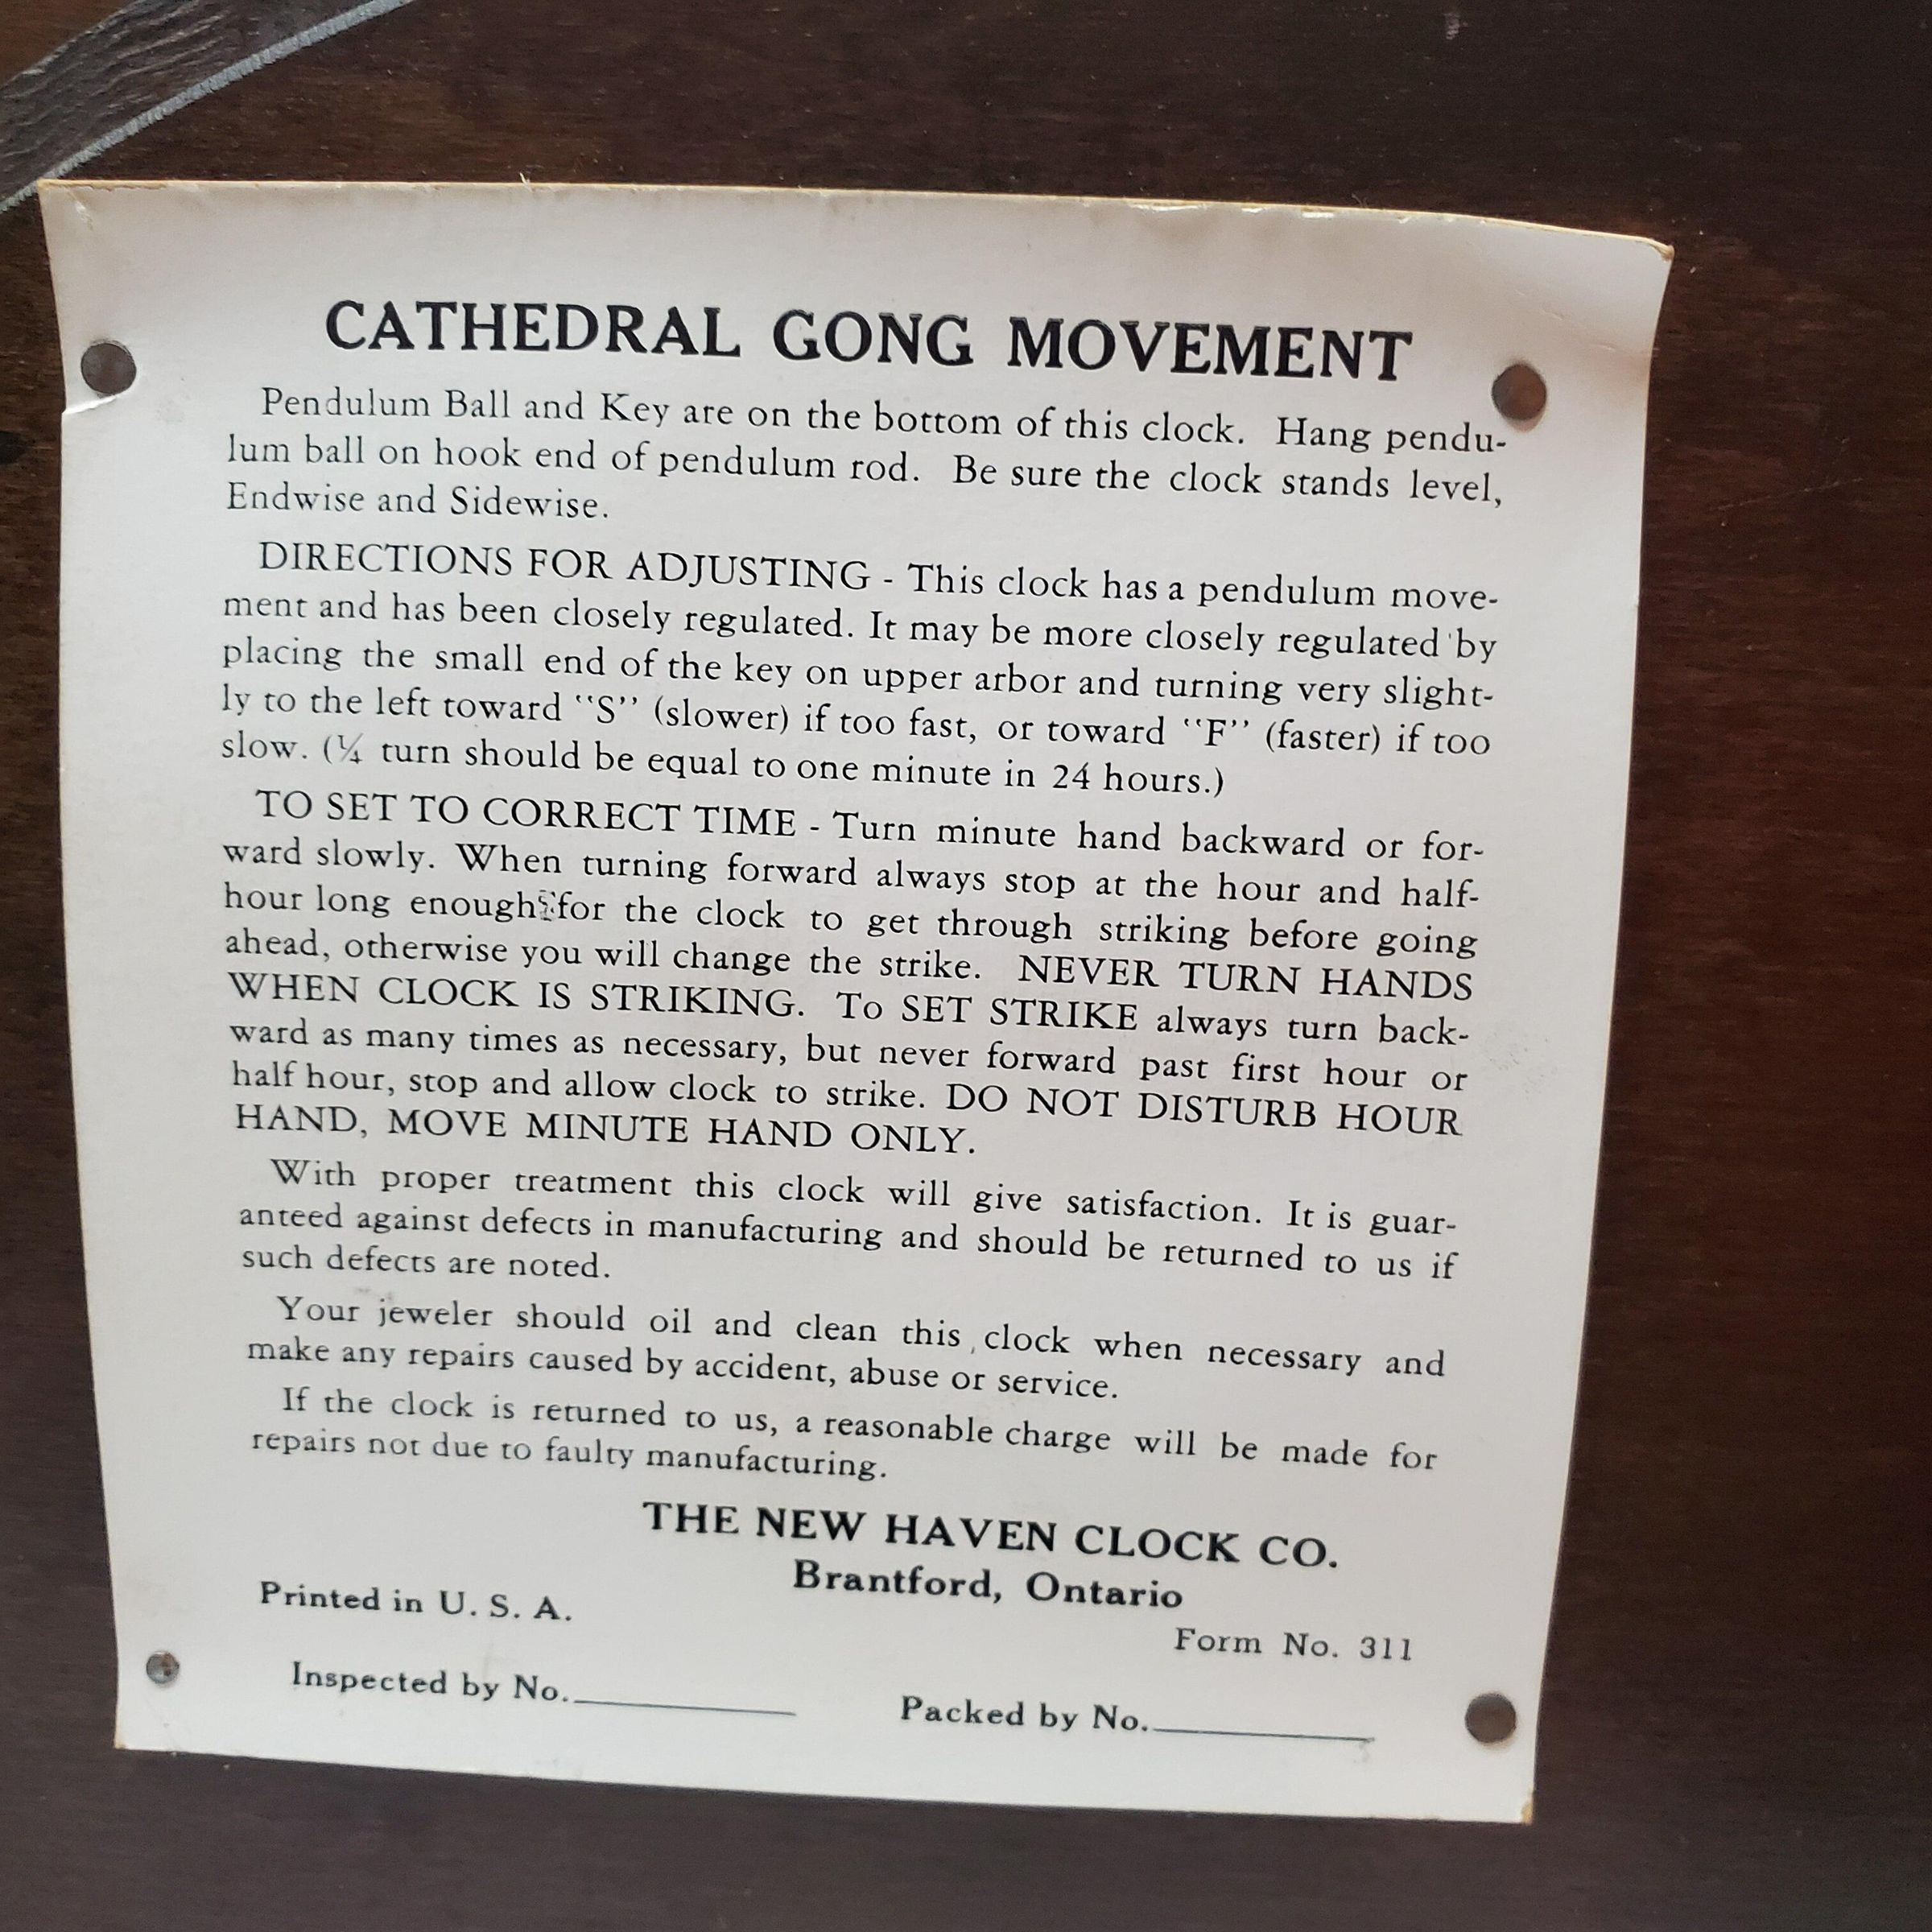 CATHEDRAL GONG MOVEMENT
Pendulum Ball and Key are on the bottom of this clock. Hang pendu-
lum ball on hook end of pendulum rod. Be sure the clock stands level,
Endwise and Sidewise.
DIRECTIONS FOR ADJUSTING - This clock has a pendulum move-
ment and has been closely regulated. It may be more closely regulated by
placing the small end of the key on upper arbor and turning very slight-
ly to the left toward "S" (slower) if too fast, or toward "F" (faster) if too
slow. (¼ turn should be equal to one minute in 24 hours.)
TO SET TO CORRECT TIME - Turn minute hand backward or for-
ward slowly. When turning forward always stop at the hour and half-
hour long enough for the clock to get through striking before going
ahead, otherwise you will change the strike. NEVER TURN HANDS
WHEN CLOCK IS STRIKING. To SET STRIKE always turn back-
ward as many times as necessary, but never forward past first hour or
half hour, stop and allow clock to strike. DO NOT DISTURB HOUR
HAND, MOVE MINUTE HAND ONLY.
With proper treatment this clock will give satisfaction. It is guar-
anteed against defects in manufacturing and should be returned to us if
such defects are noted.
Your jeweler should oil and clean this clock when necessary and
make any repairs caused by accident, abuse or service.
If the clock is returned to us, a reasonable charge will be made for
repairs not due to faulty manufacturing.
THE NEW HAVEN CLOCK CO.
Brantford, Ontario
Printed in U. S. A.
Form No. 311
Inspected by No.
Packed by No.